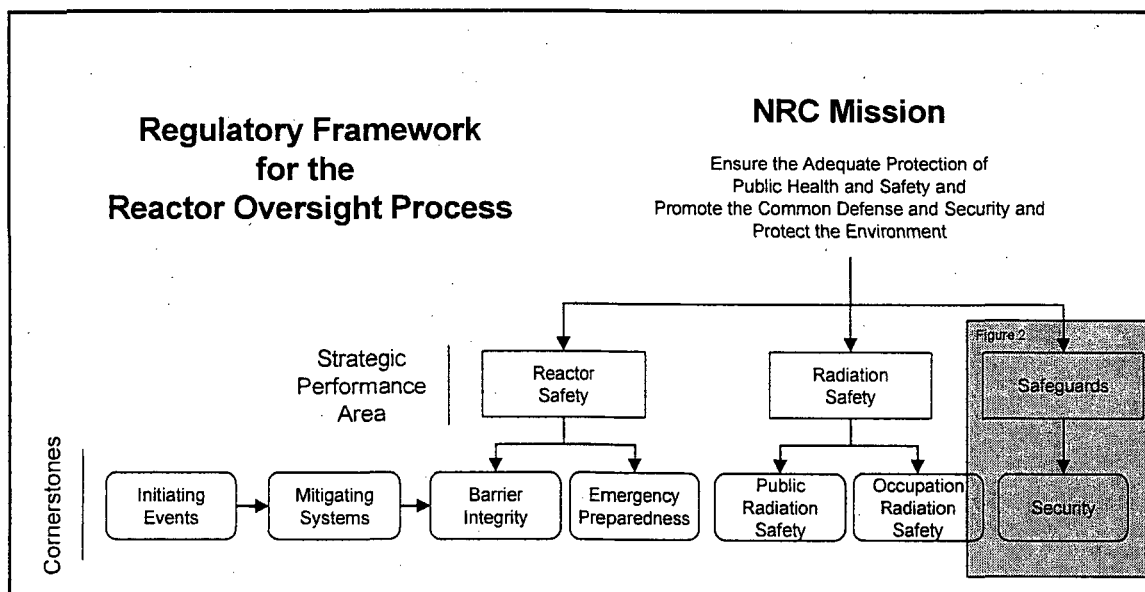 Regulatory Framework
for the
Reactor Oversight Process
NRC Mission
Ensure the Adequate Protection of
Public Health and Safety and
Promote the Common Defense and Security and
Protect the Environment
Figure 2
Strategic
Performance
Area
Reactor
Safety
Radiation
Safety
Safeguards
Cornerstones
Initiating
Events
Mitigating
Systems
Barrier
Integrity
Emergency
Preparedness
Public
Radiation
Safety
Occupation
Radiation
Safety
Security